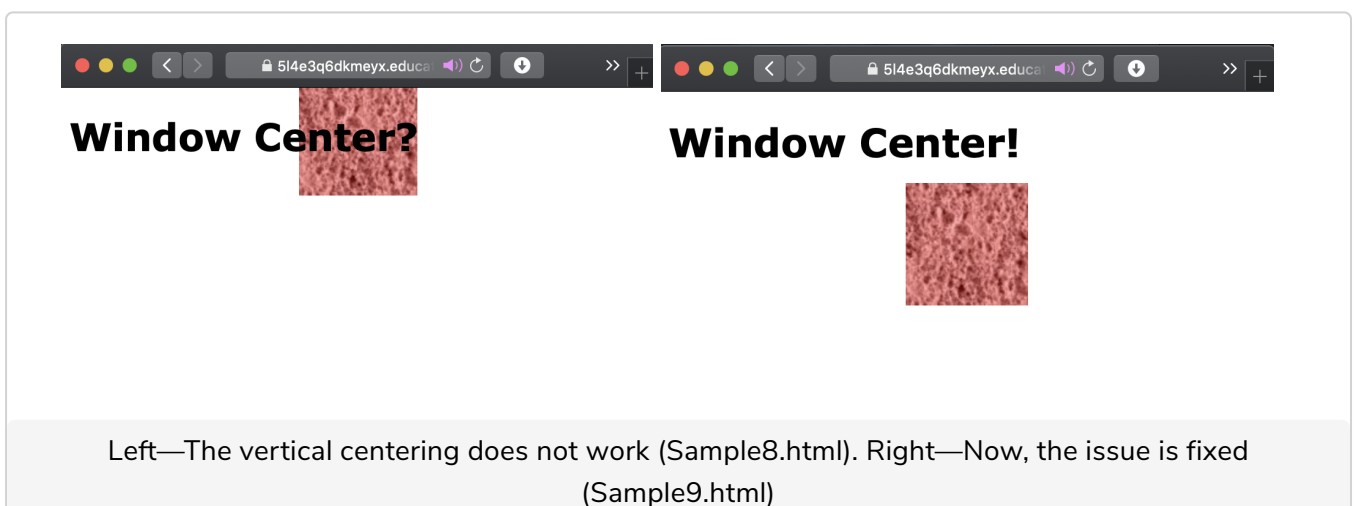 5l4e3q6dkmeyx.educa
5l4e3q6dkmeyx.educa
Window Center?
Window Center!
Left—The vertical centering does not work (Sample8.html). Right—Now, the issue is fixed
(Sample9.html)